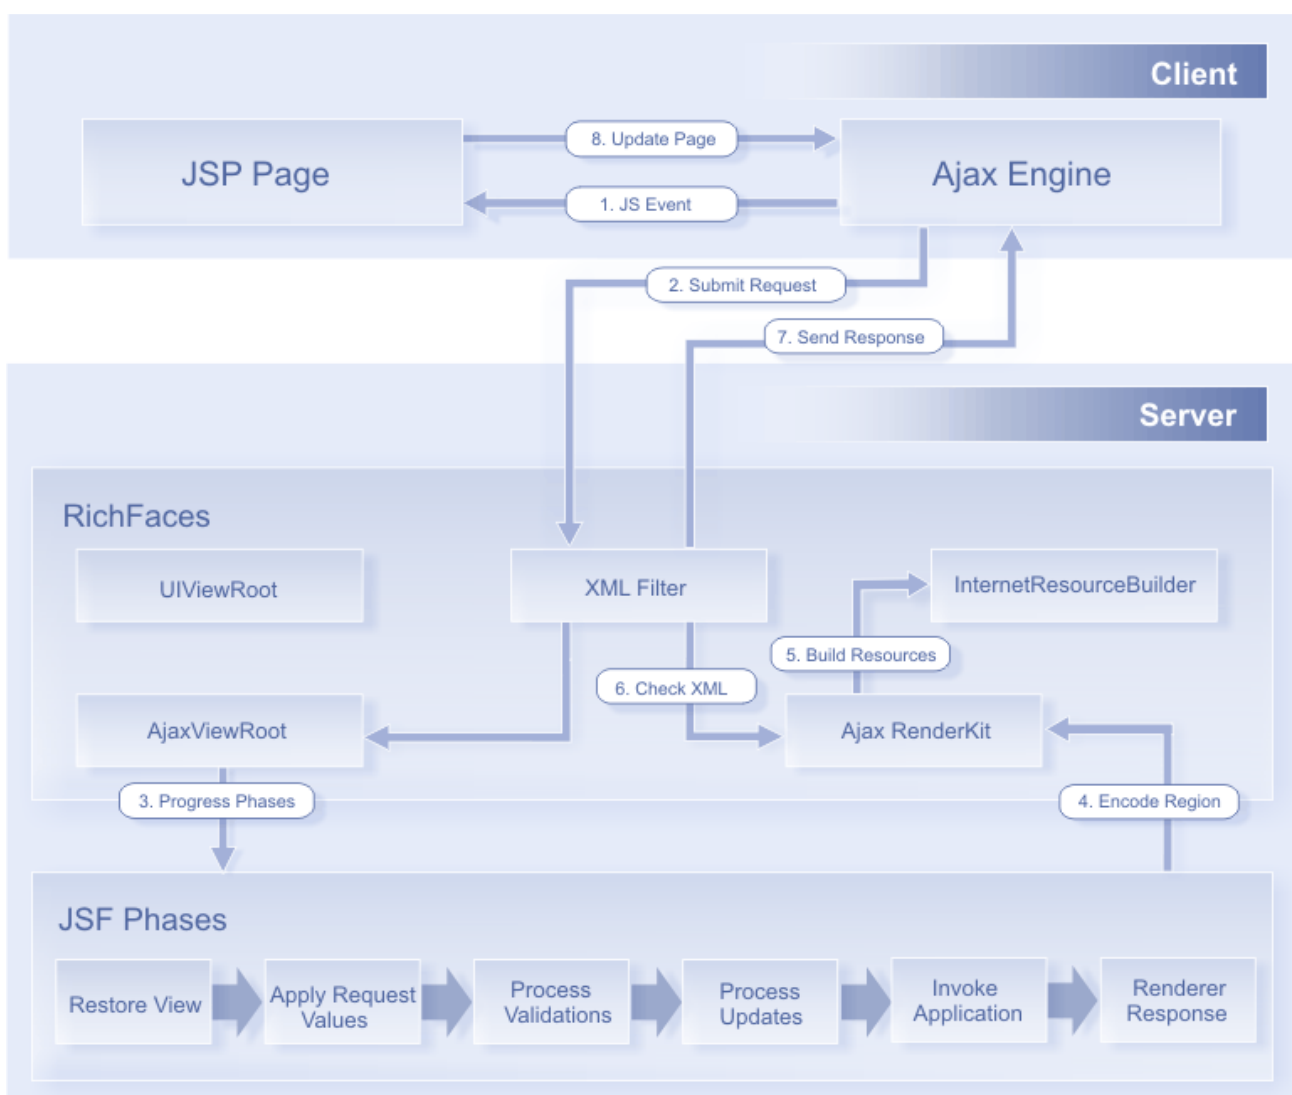 Client
JSP Page
8. Update Page
Ajax Engine
1. JS Event
2. Submit Request
7. Send Response
Server
RichFaces
UIViewRoot
XML Filter
InternetResourceBuilder
5. Build Resources
6. Check XML
AjaxViewRoot
Ajax RenderKit
3. Progress Phases
4. Encode Region
JSF Phases
Restore View
Apply Request
Values
Process
Validations
Process
Updates
Invoke
Application
Renderer
Response